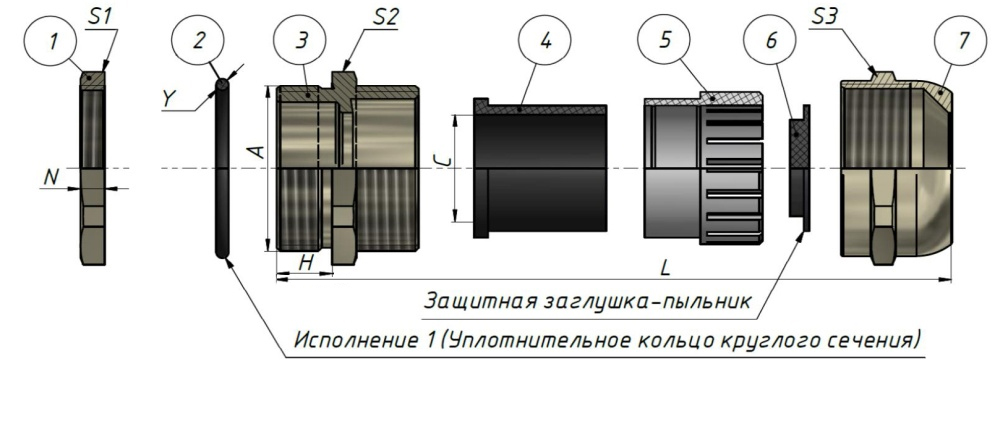 S1
S2
S3
1
2
3
4
5
6
7
Y
N
A
C
H
L
Защитная заглушка-пыльник
Исполнение 1 (Уплотнительное кольцо круглого сечения)